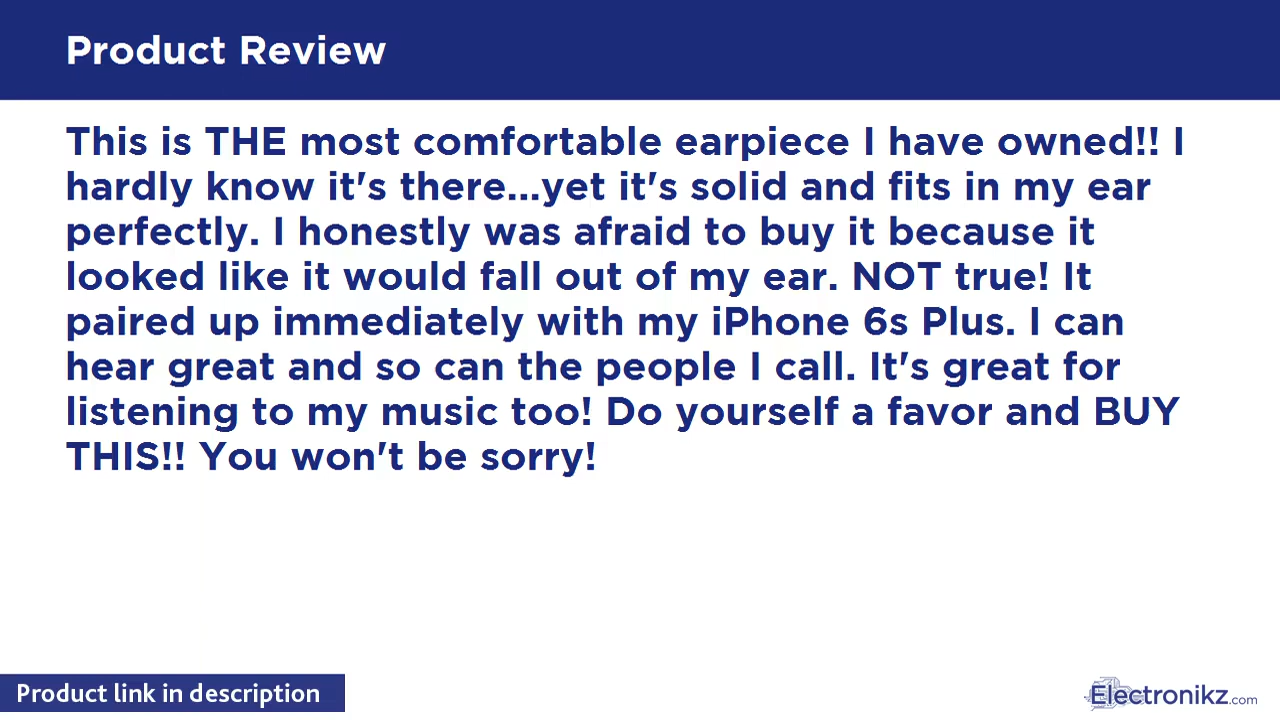 Product Review
This is THE most comfortable earpiece I have owned!! I
hardly know it's there...yet it's solid and fits in my ear
perfectly. I honestly was afraid to buy it because it
looked like it would fall out of my ear. NOT true! It
paired up immediately with my iPhone 6s Plus. I can
hear great and so can the people I call. It's great for
listening to my music too! Do yourself a favor and BUY
THIS!! You won't be sorry!
Product link in description
Electronikz.com